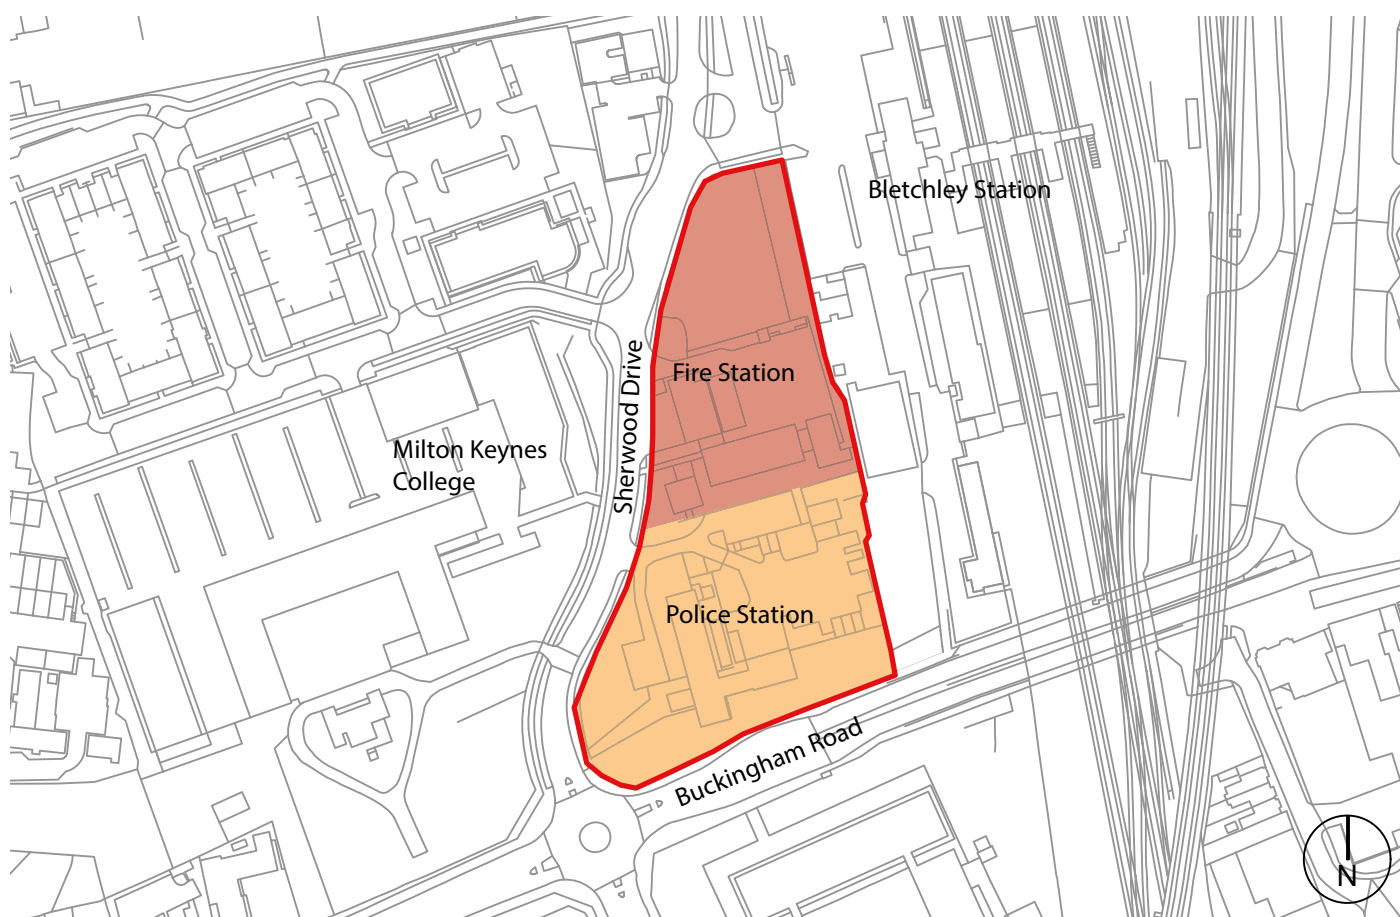 Bletchley Station
Fire Station
Sherwood Drive
Milton Keynes
College
Police Station
Buckingham Road
N